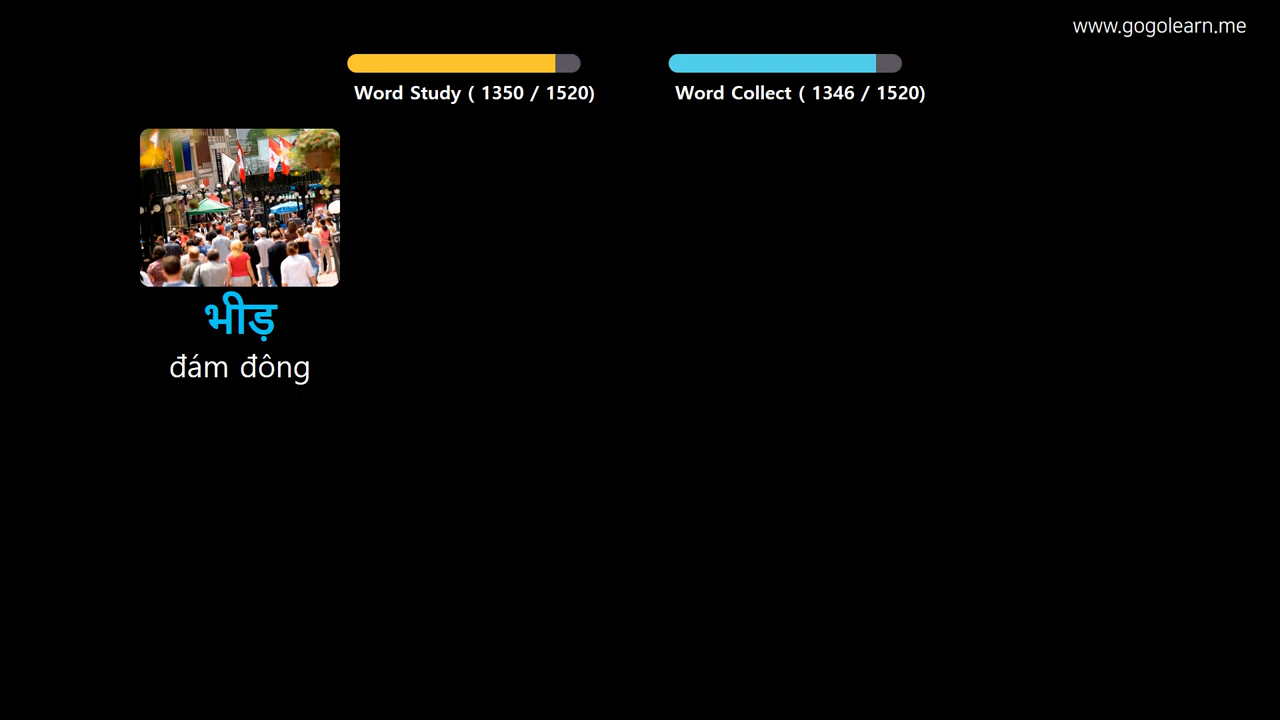 www.gogolearn.me
Word Study ( 1350 / 1520)
Word Collect ( 1346 / 1520)
भीड़
đám đông